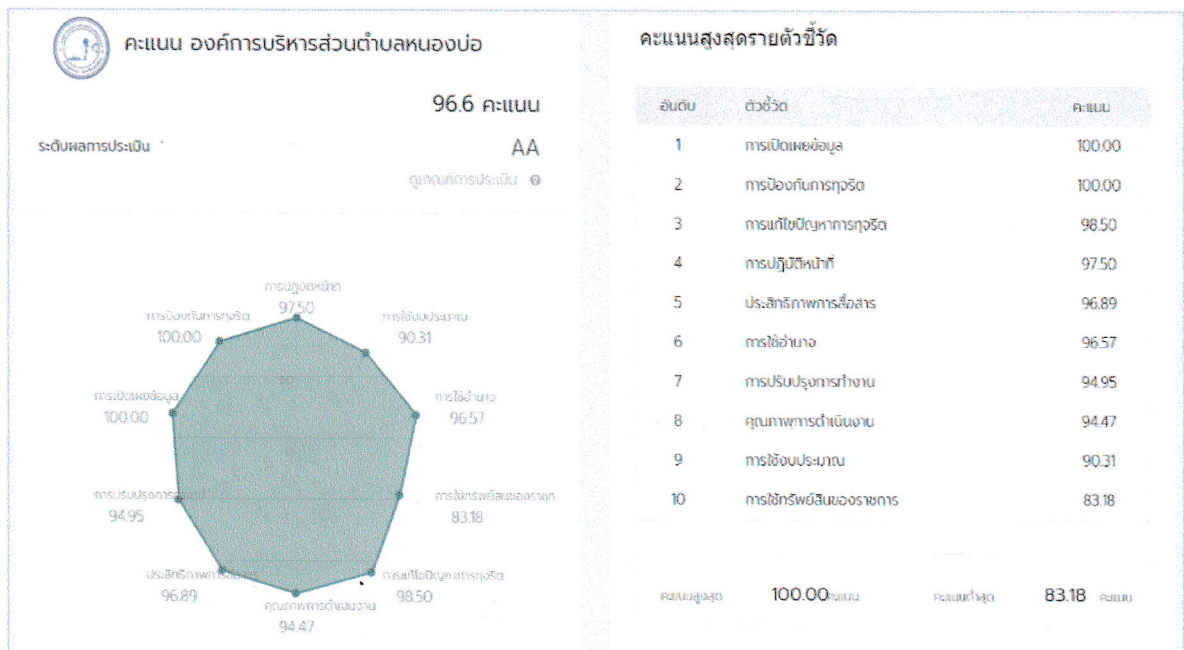 คะแนน องค์การบริหารส่วนตำบลหนองบ่อ
96.6 คะแนน
ระดับผลการประเมิน
AA
ดูเกณฑ์การประเมิน
การปฏิบัติหน้าที่
97.50
การป้องกันการทุจริต
100.00
การใช้งบประมาณ
90.31
50
การเปิดเผยข้อมูล
100.00
การใช้อำนาจ
96.57
0
การปรับปรุงการทำงาน
94.95
การใช้ทรัพย์สินของราชก
83.18
ประสิทธิภาพการสื่อสาร
96.89
การแก้ไขปัญหาการทุจริต
98.50
คุณภาพการดำเนินงาน
94.47
คะแนนสูงสุดรายตัวชี้วัด
อันดับ ตัวชี้วัด คะแนน
1 การเปิดเผยข้อมูล 100.00
2 การป้องกันการทุจริต 100.00
3 การแก้ไขปัญหาการทุจริต 98.50
4 การปฏิบัติหน้าที่ 97.50
5 ประสิทธิภาพการสื่อสาร 96.89
6 การใช้อำนาจ 96.57
7 การปรับปรุงการทำงาน 94.95
8 คุณภาพการดำเนินงาน 94.47
9 การใช้งบประมาณ 90.31
10 การใช้ทรัพย์สินของราชการ 83.18
คะแนนสูงสุด 100.00 คะแนน คะแนนต่ำสุด 83.18 คะแนน